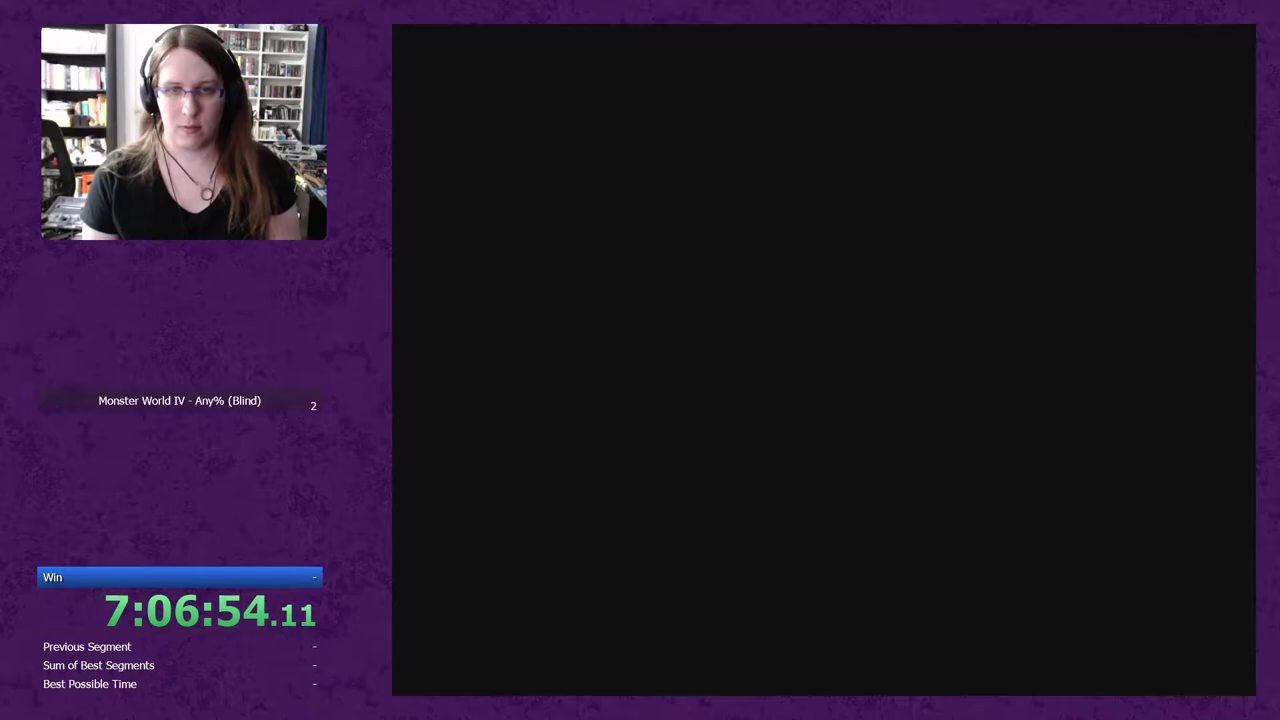 Monster World IV - Any% (Blind)
2
Win -
7:06:54.11
Previous Segment -
Sum of Best Segments -
Best Possible Time -